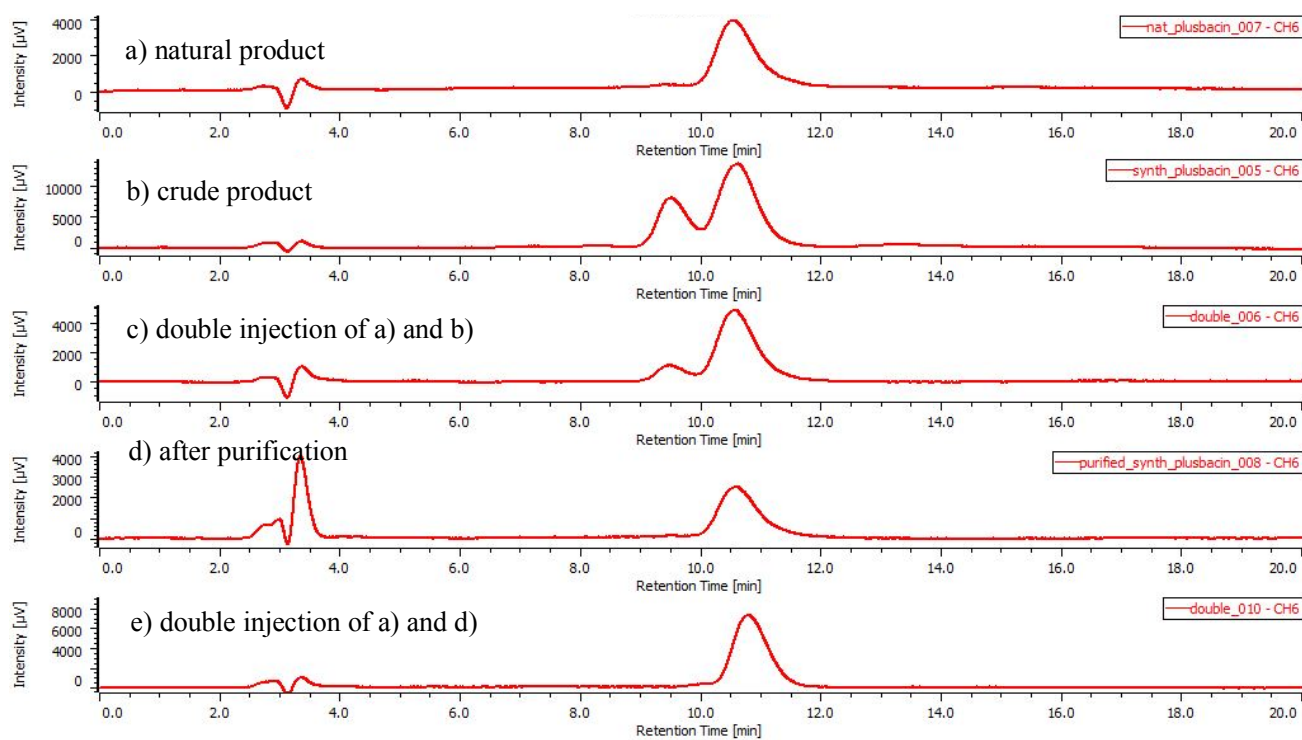 4000
2000
0
Intensity [µV]
a) natural product
nat_plusbacin_007 - CH6
0.0 2.0 4.0 6.0 8.0 10.0 12.0 14.0 16.0 18.0 20.0
Retention Time [min]
10000
5000
0
Intensity [µV]
b) crude product
synth_plusbacin_005 - CH6
0.0 2.0 4.0 6.0 8.0 10.0 12.0 14.0 16.0 18.0 20.0
Retention Time [min]
4000
2000
0
Intensity [µV]
c) double injection of a) and b)
double_006 - CH6
0.0 2.0 4.0 6.0 8.0 10.0 12.0 14.0 16.0 18.0 20.0
Retention Time [min]
4000
2000
0
Intensity [µV]
d) after purification
purified_synth_plusbacin_008 - CH6
0.0 2.0 4.0 6.0 8.0 10.0 12.0 14.0 16.0 18.0 20.0
Retention Time [min]
8000
6000
4000
0
Intensity [µV]
e) double injection of a) and d)
double_010 - CH6
0.0 2.0 4.0 6.0 8.0 10.0 12.0 14.0 16.0 18.0 20.0
Retention Time [min]